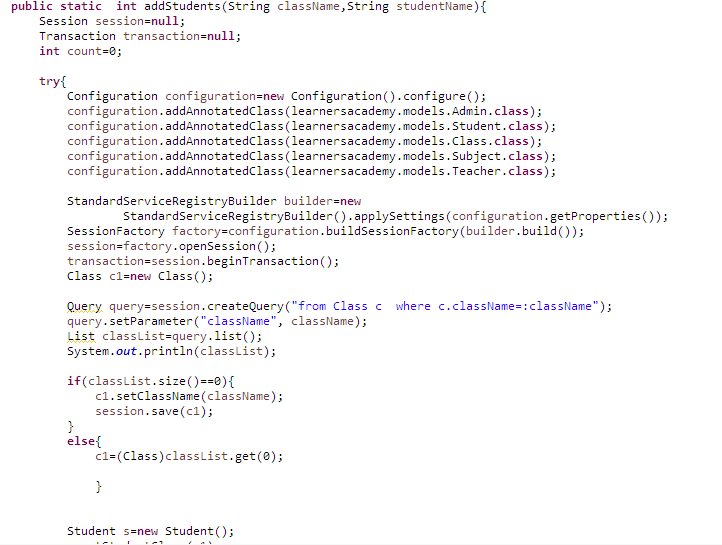 public static  int addStudents(String className,String studentName){
    Session session=null;
    Transaction transaction=null;
    int count=0;

    try{
        Configuration configuration=new Configuration().configure();
        configuration.addAnnotatedClass(learnersacademy.models.Admin.class);
        configuration.addAnnotatedClass(learnersacademy.models.Student.class);
        configuration.addAnnotatedClass(learnersacademy.models.Class.class);
        configuration.addAnnotatedClass(learnersacademy.models.Subject.class);
        configuration.addAnnotatedClass(learnersacademy.models.Teacher.class);

        StandardServiceRegistryBuilder builder=new
                StandardServiceRegistryBuilder().applySettings(configuration.getProperties());
        SessionFactory factory=configuration.buildSessionFactory(builder.build());
        session=factory.openSession();
        transaction=session.beginTransaction();
        Class c1=new Class();

        Query query=session.createQuery("from Class c  where c.className=:className");
        query.setParameter("className", className);
        List classList=query.list();
        System.out.println(classList);

        if(classList.size()==0){
            c1.setClassName(className);
            session.save(c1);
        }
        else{
            c1=(Class)classList.get(0);

            }


        Student s=new Student();